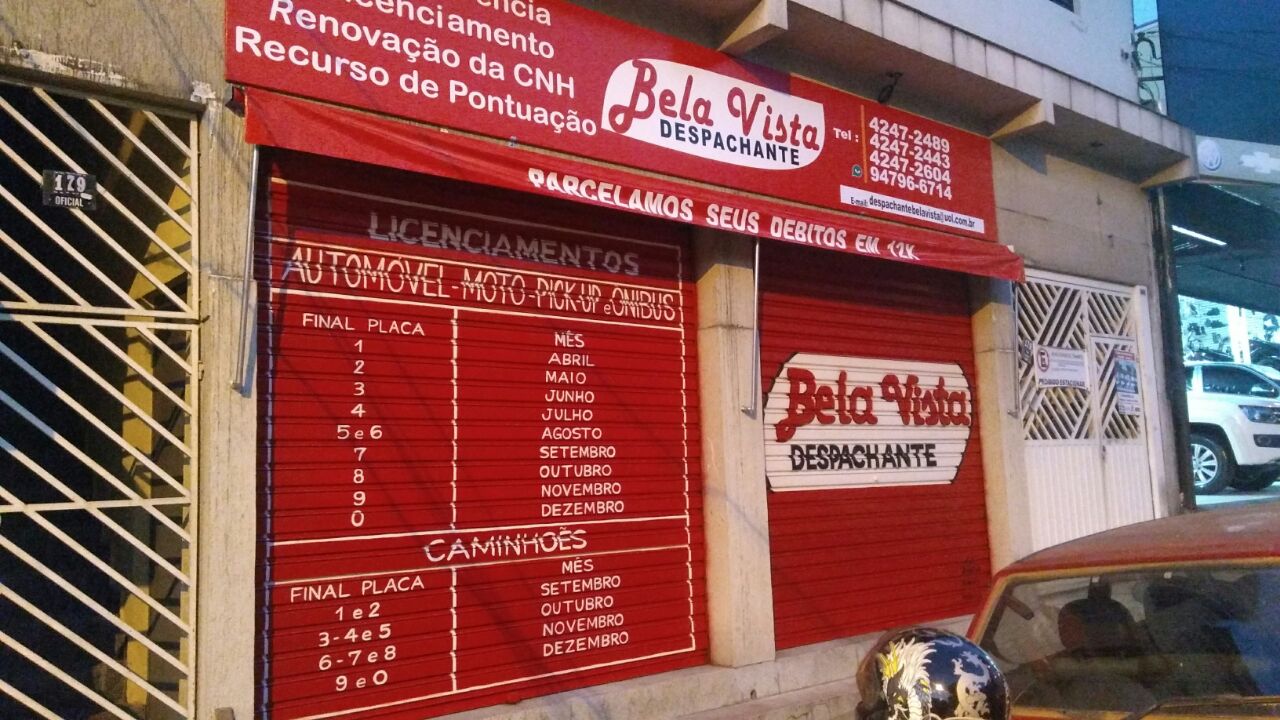 cenciamento
Renovação da CNH
Recurso de Pontuação
Bela Vista
DESPACHANTE
Tel :
4247-2489
4247-2443
4247-2604
94796-6714
E-mail: despachantebelavista@uol.com.br
PARCELAMOS SEUS DEBITOS EM 12X
179
OFICIAL
LICENCIAMENTOS
AUTOMÓVEL-MOTO-PICK-UP e ONIBUS
FINAL PLACA MÊS
1 ABRIL
2 MAIO
3 JUNHO
4 JULHO
5 e 6 AGOSTO
7 SETEMBRO
8 OUTUBRO
9 NOVEMBRO
0 DEZEMBRO
CAMINHOẼS
FINAL PLACA MÊS
1 e 2 SETEMBRO
3-4 e 5 OUTUBRO
6-7 e 8 NOVEMBRO
9 e 0 DEZEMBRO
Bela Vista
DESPACHANTE
PROIBIDO ESTACIONAR